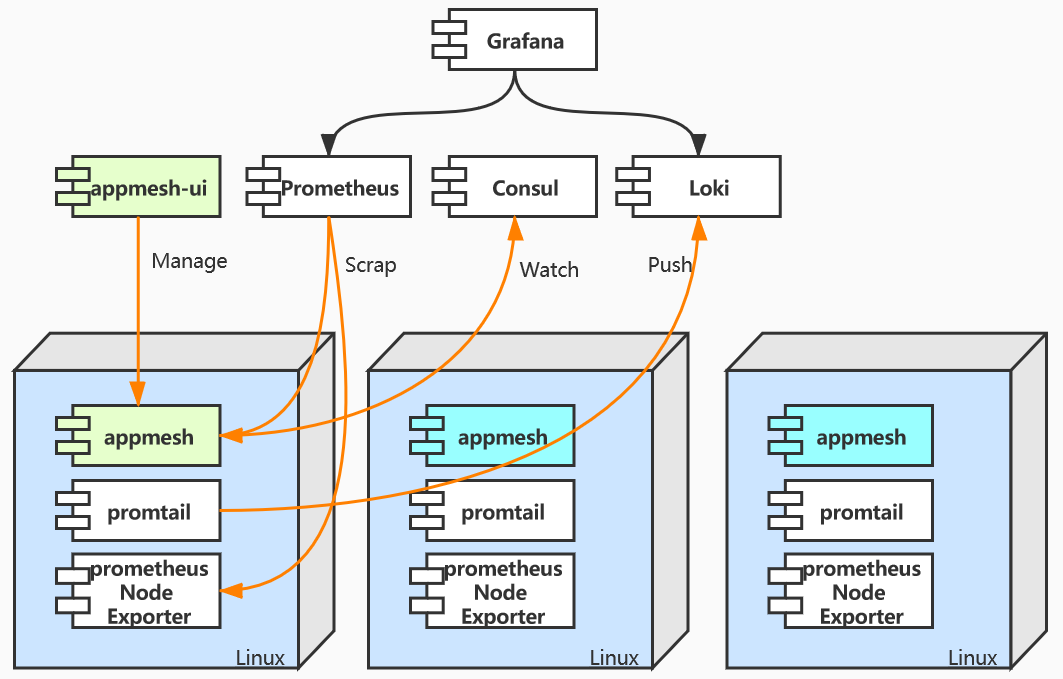 Grafana
appmesh-ui
Prometheus
Consul
Loki
Manage
Scrap
Watch
Push
appmesh
promtail
prometheus
Node
Exporter
Linux
appmesh
promtail
prometheus
Node
Exporter
Linux
appmesh
promtail
prometheus
Node
Exporter
Linux